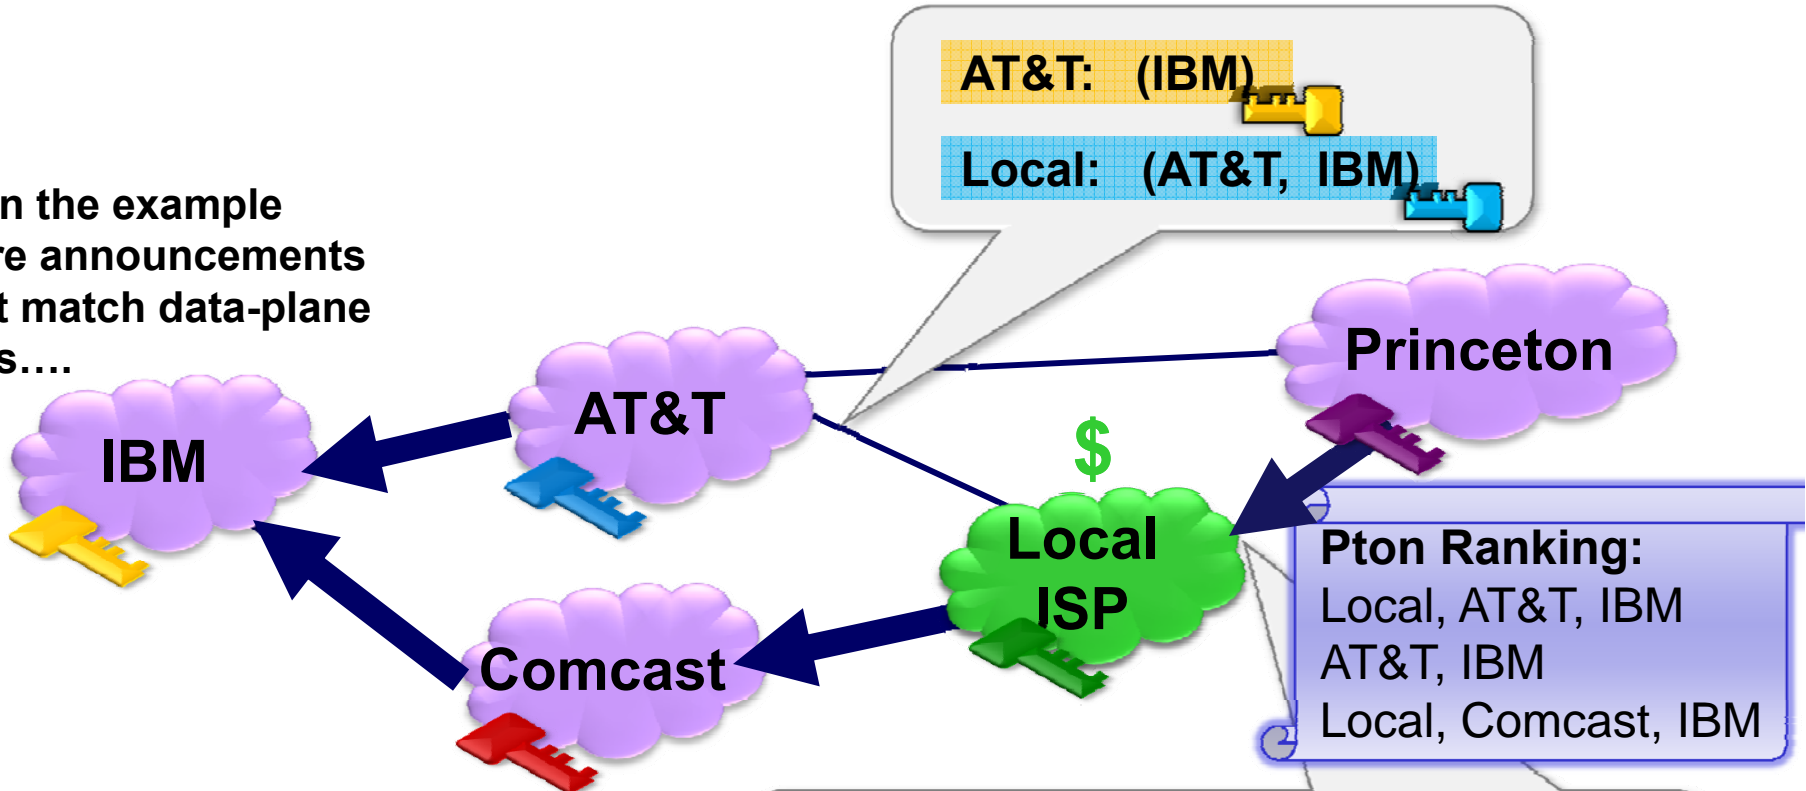 AT&T: (IBM)
Local: (AT&T, IBM)
n the example
re announcements
t match data-plane
s....
Princeton
AT&T
IBM
$
Local
ISP
Comcast
Pton Ranking:
Local, AT&T, IBM
AT&T, IBM
Local, Comcast, IBM